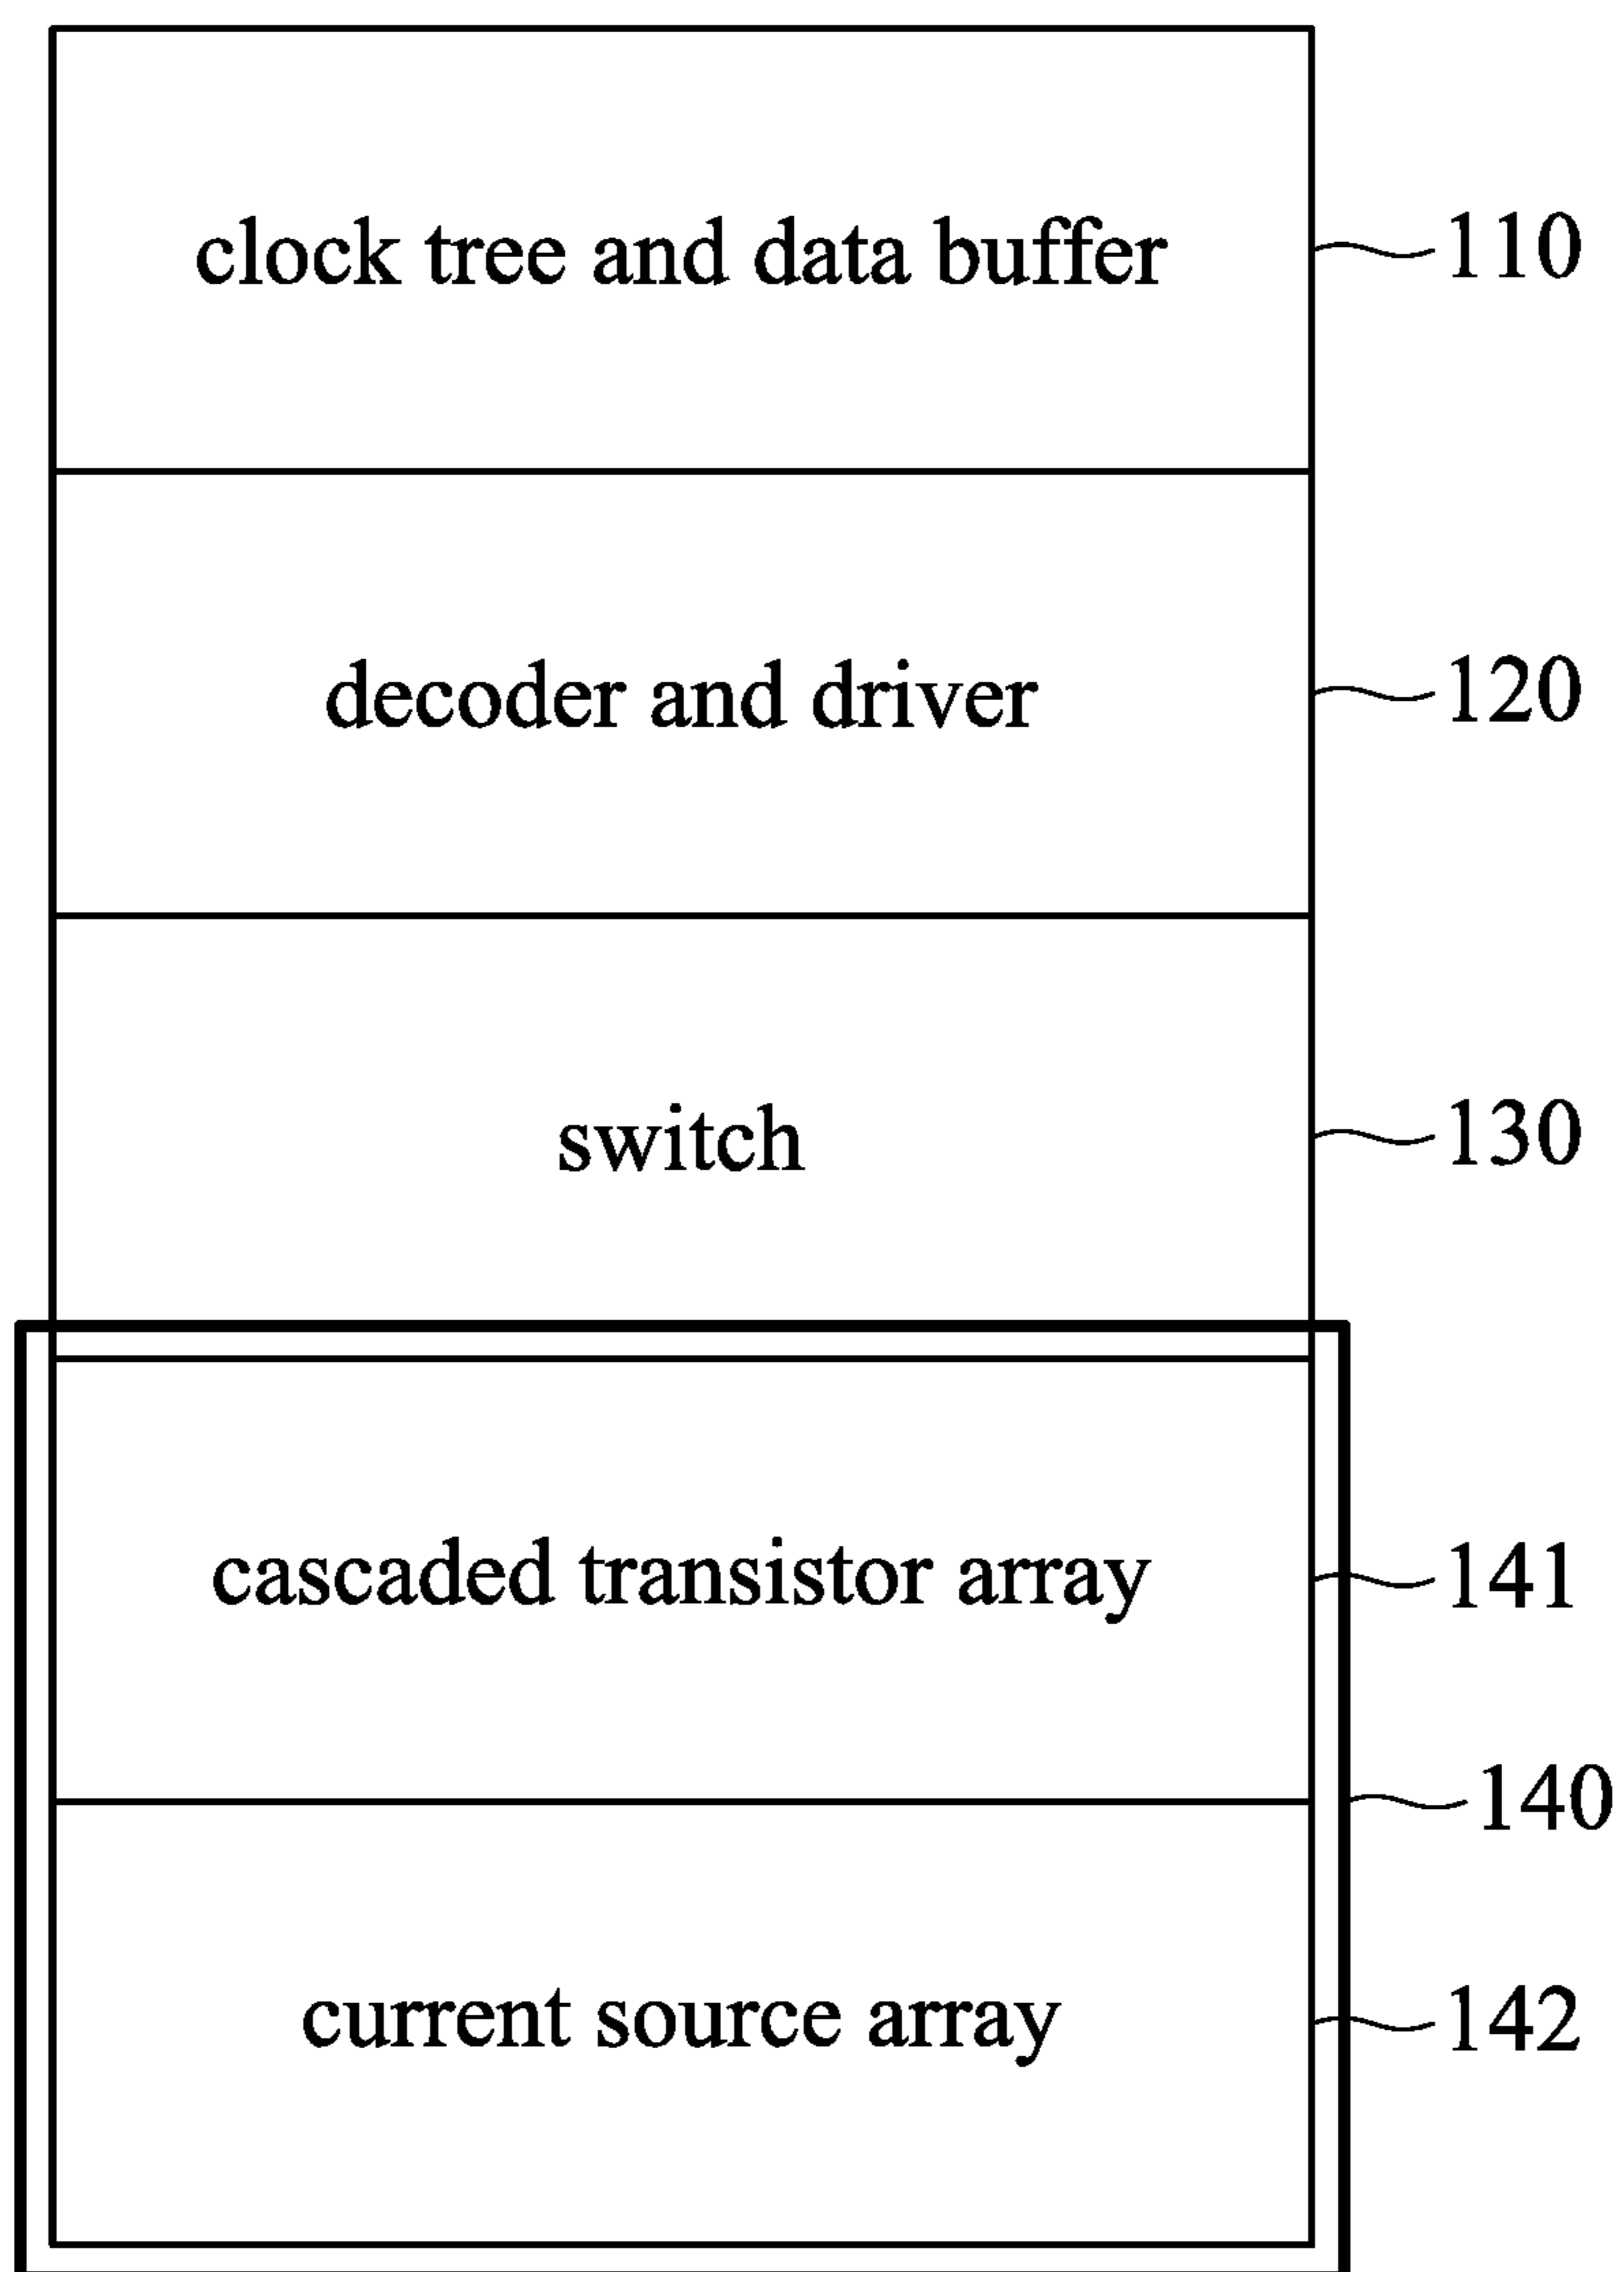 clock tree and data buffer 110
decoder and driver 120
switch 130
cascaded transistor array 141
140
current source array 142